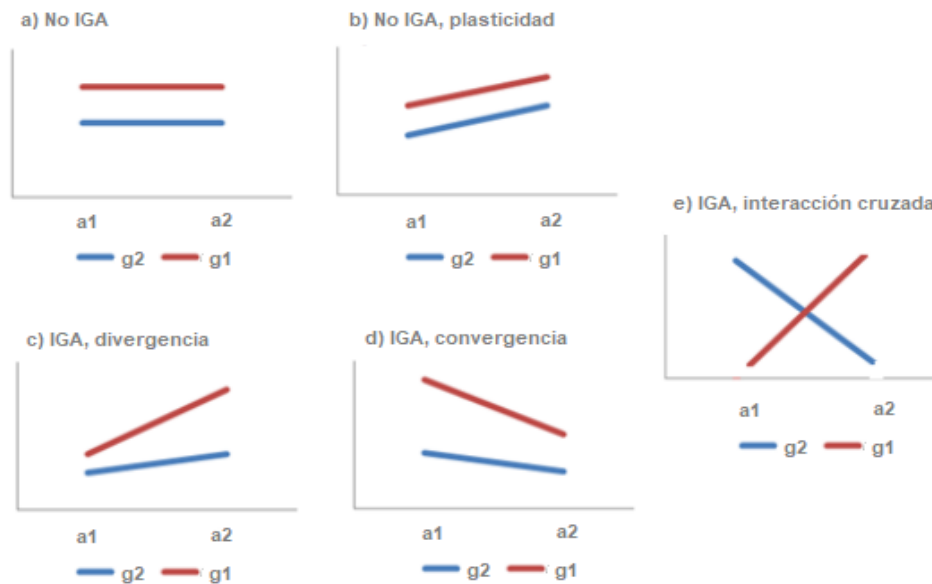 a) No IGA
a1 a2
g2 g1
b) No IGA, plasticidad
a1 a2
g2 g1
c) IGA, divergencia
a1 a2
g2 g1
d) IGA, convergencia
a1 a2
g2 g1
e) IGA, interacción cruzada
a1 a2
g2 g1